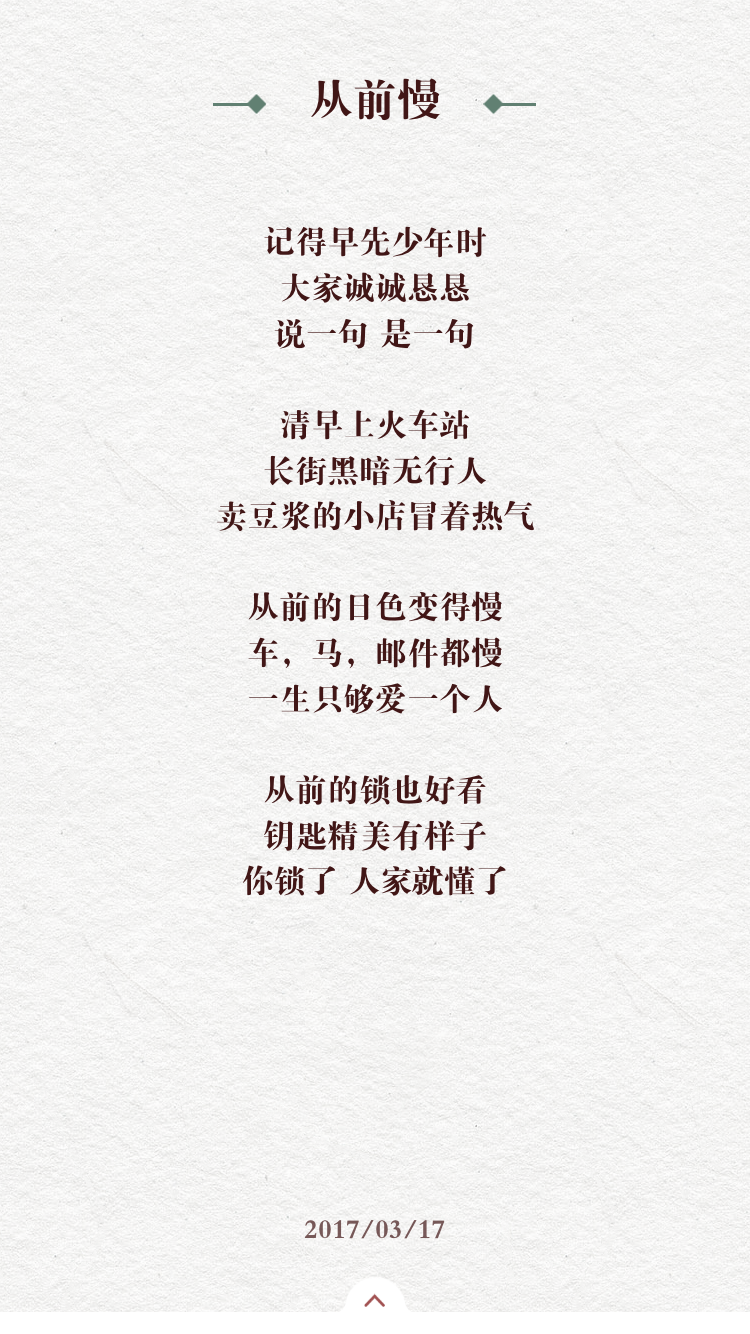 从前慢
记得早先少年时
大家诚诚恳恳
说一句 是一句
清早上火车站
长街黑暗无行人
卖豆浆的小店冒着热气
从前的日色变得慢
车，马，邮件都慢
一生只够爱一个人
从前的锁也好看
钥匙精美有样子
你锁了 人家就懂了
2017/03/17